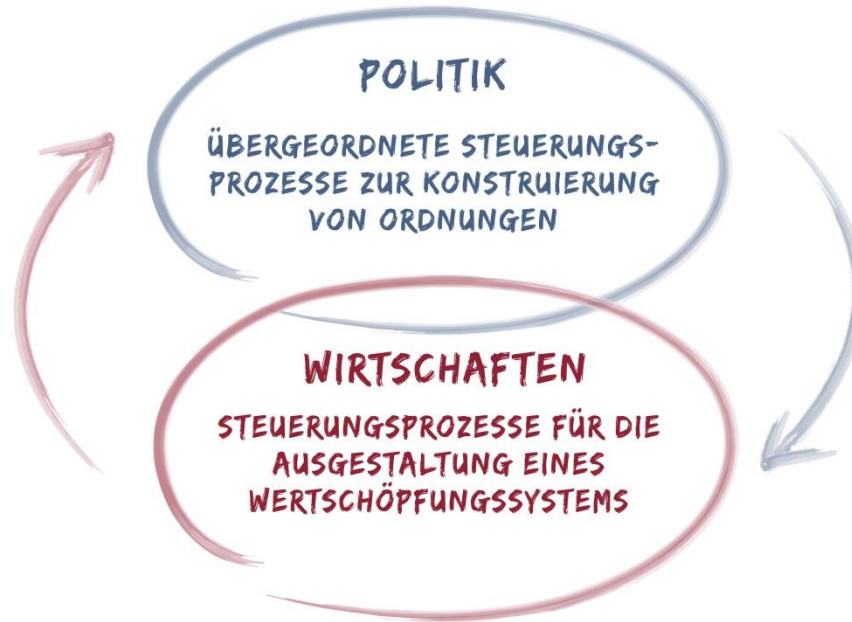 POLITIK
ÜBERGEORDNETE STEUERUNGS-
PROZESSE ZUR KONSTRUIERUNG
VON ORDNUNGEN
WIRTSCHAFTEN
STEUERUNGSPROZESSE FÜR DIE
AUSGESTALTUNG EINES
WERTSCHÖPFUNGSSYSTEMS